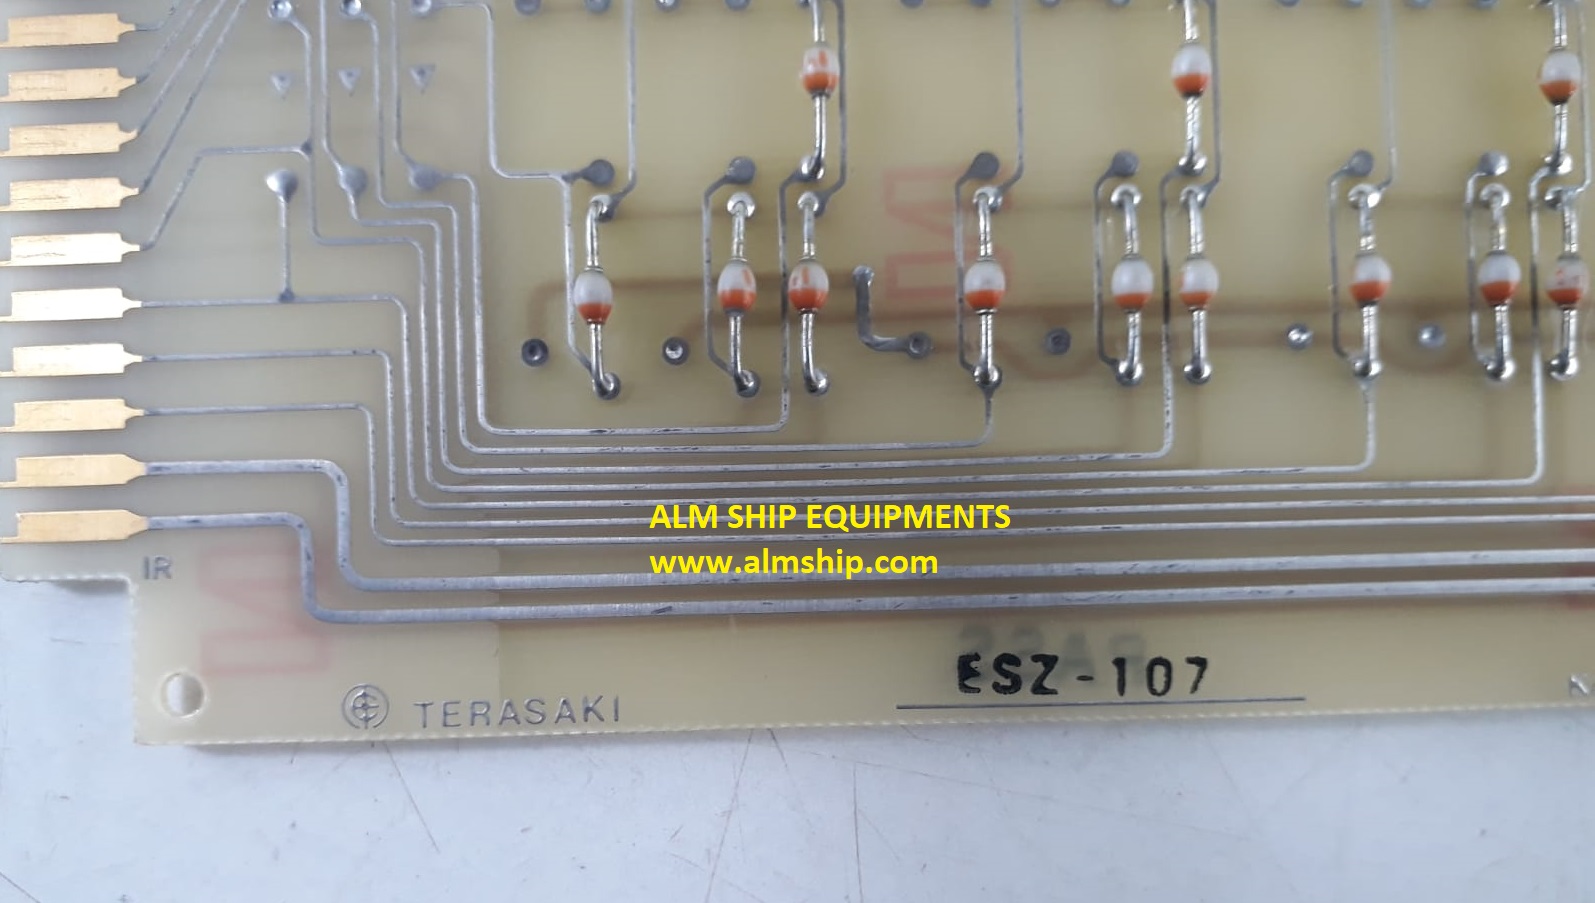 ALM SHIP EQUIPMENTS
www.almship.com
IR
ESZ-107
TERASAKI